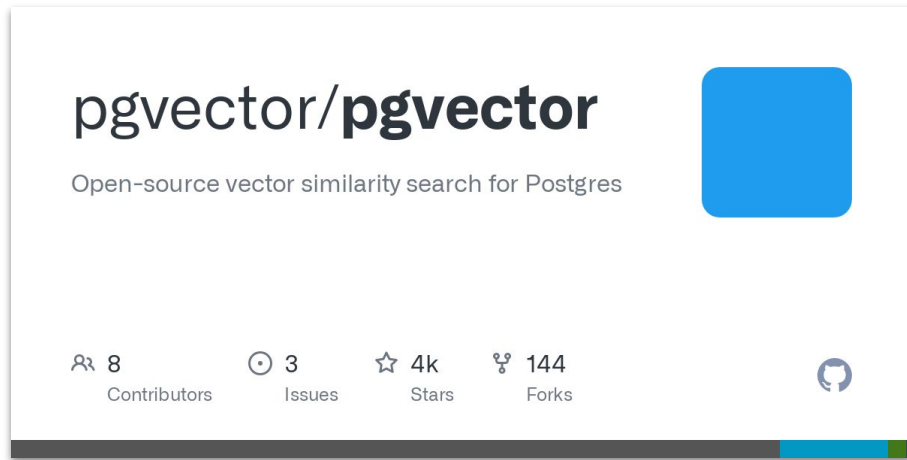 pgvector/pgvector
Open-source vector similarity search for Postgres
8 3 4k 144
Contributors Issues Stars Forks